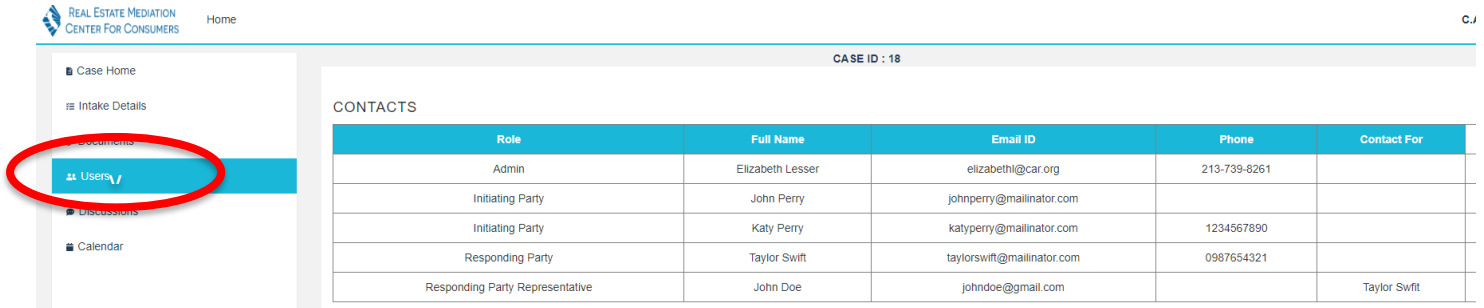 REAL ESTATE MEDIATION
CENTER FOR CONSUMERS
Home
C.A
CASE ID : 18
Case Home
Intake Details
Documents
Users
Discussions
Calendar
CONTACTS
Role Full Name Email ID Phone Contact For
Admin Elizabeth Lesser elizabethl@car.org 213-739-8261
Initiating Party John Perry johnperry@mailinator.com
Initiating Party Katy Perry katyperry@mailinator.com 1234567890
Responding Party Taylor Swift taylorswift@mailinator.com 0987654321
Responding Party Representative John Doe johndoe@gmail.com Taylor Swfit